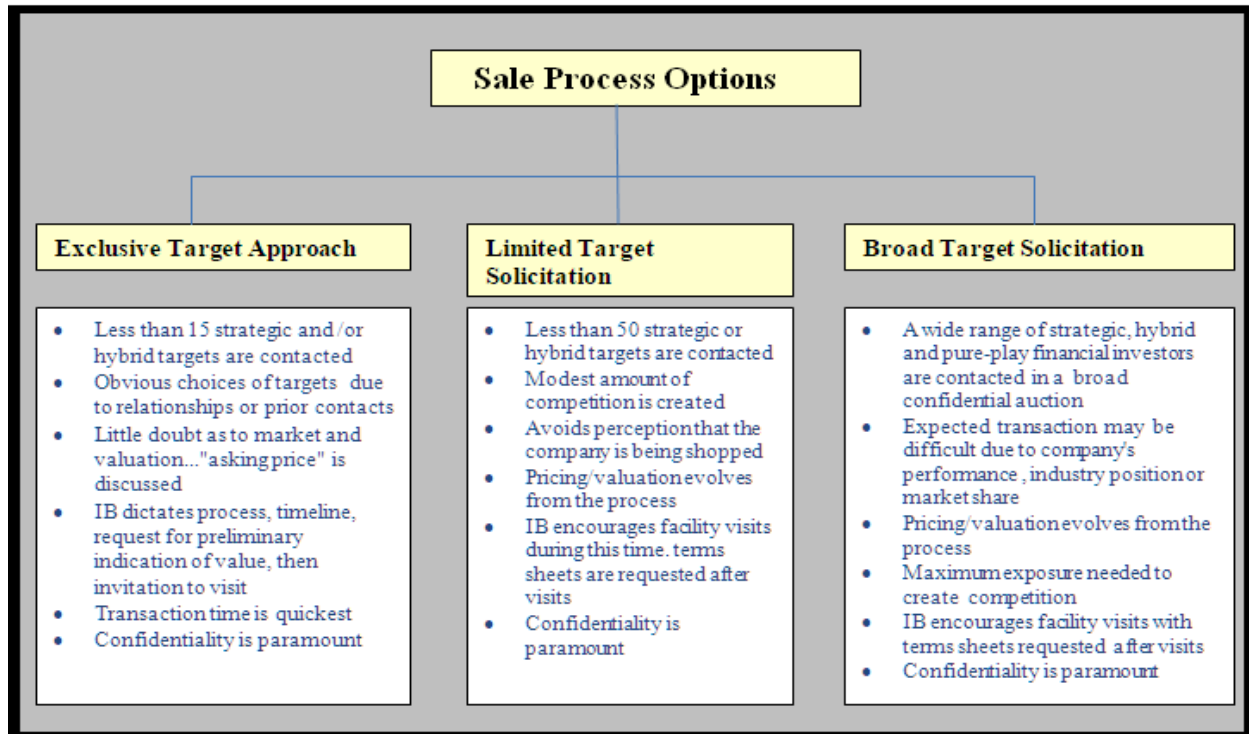 Sale Process Options
Exclusive Target Approach
• Less than 15 strategic and/or
hybrid targets are contacted
• Obvious choices of targets due
to relationships or prior contacts
• Little doubt as to market and
valuation..."asking price" is
discussed
• IB dictates process, timeline,
request for preliminary
indication of value, then
invitation to visit
• Transaction time is quickest
• Confidentiality is paramount
Limited Target
Solicitation
• Less than 50 strategic or
hybrid targets are contacted
• Modest amount of
competition is created
• Avoids perception that the
company is being shopped
• Pricing/valuation evolves
from the process
• IB encourages facility visits
during this time. terms
sheets are requested after
visits
• Confidentiality is
paramount
Broad Target Solicitation
• A wide range of strategic, hybrid
and pure-play financial investors
are contacted in a broad
confidential auction
• Expected transaction may be
difficult due to company's
performance, industry position or
market share
• Pricing/valuation evolves from the
process
• Maximum exposure needed to
create competition
• IB encourages facility visits with
terms sheets requested after visits
• Confidentiality is paramount